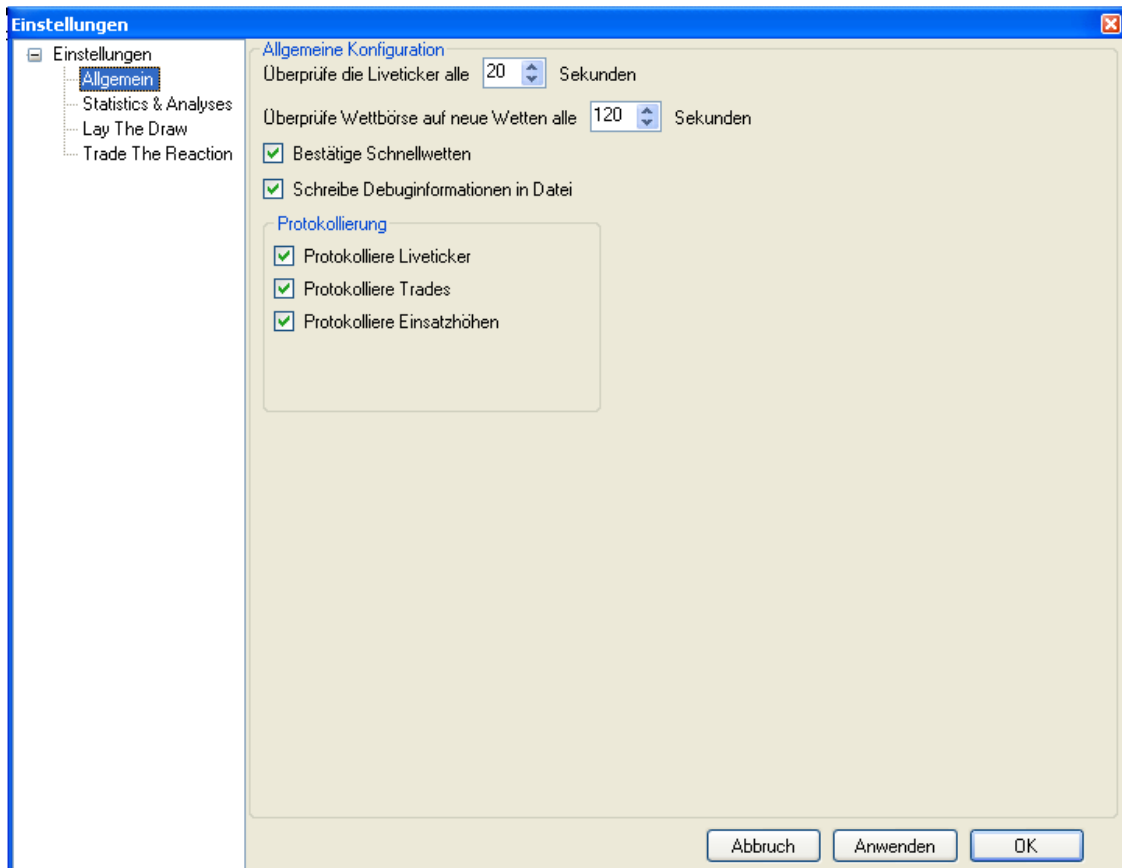 Einstellungen
Einstellungen
Allgemein
Statistics & Analyses
Lay The Draw
Trade The Reaction
Allgemeine Konfiguration
Überprüfe die Liveticker alle 20 Sekunden
Überprüfe Wettbörse auf neue Wetten alle 120 Sekunden
Bestätige Schnellwetten
Schreibe Debuginformationen in Datei
Protokollierung
Protokolliere Liveticker
Protokolliere Trades
Protokolliere Einsatzhöhen
Abbruch Anwenden OK